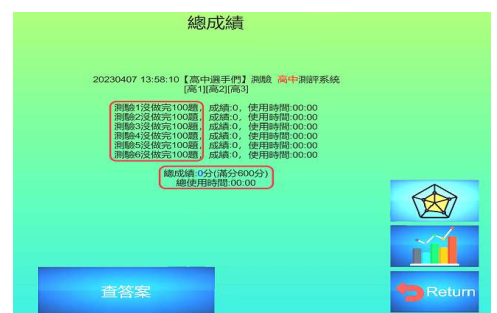 總成績
20230407 13:58:10【高中選手們】測驗 高中測評系統
[高1][高2][高3]
測驗1沒做完100題, 成績:0, 使用時間:00:00
測驗2沒做完100題, 成績:0, 使用時間:00:00
測驗3沒做完100題, 成績:0, 使用時間:00:00
測驗4沒做完100題, 成績:0, 使用時間:00:00
測驗5沒做完100題, 成績:0, 使用時間:00:00
測驗6沒做完100題, 成績:0, 使用時間:00:00
總成績:0分(滿分600分)
總使用時間:00:00
查答案
Return